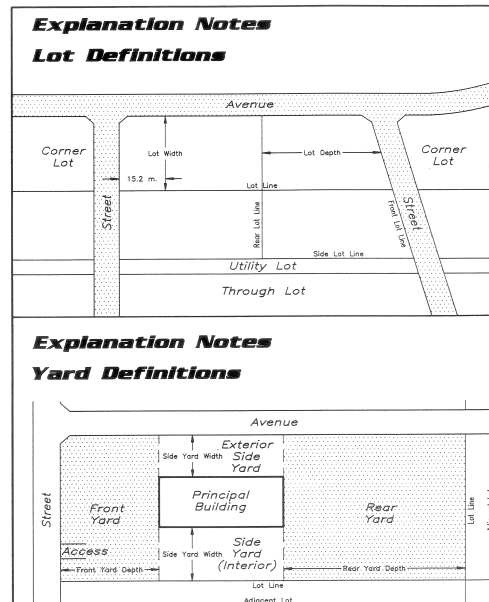 Explanation Notes
Lot Definitions
Avenue
Corner
Lot
Lot Width
Lot Depth
Corner
Lot
15.2 m.
Lot Line
Street
Rear Lot Line
Front Lot Line
Street
Side Lot Line
Utility Lot
Through Lot
Explanation Notes
Yard Definitions
Avenue
Exterior
Side
Yard
Side Yard Width
Principal
Building
Street
Front
Yard
Rear
Yard
Lot Line
Access
Side Yard Width
Side
Yard
(Interior)
Front Yard Depth
Rear Yard Depth
Lot Line
Adjacent Lot